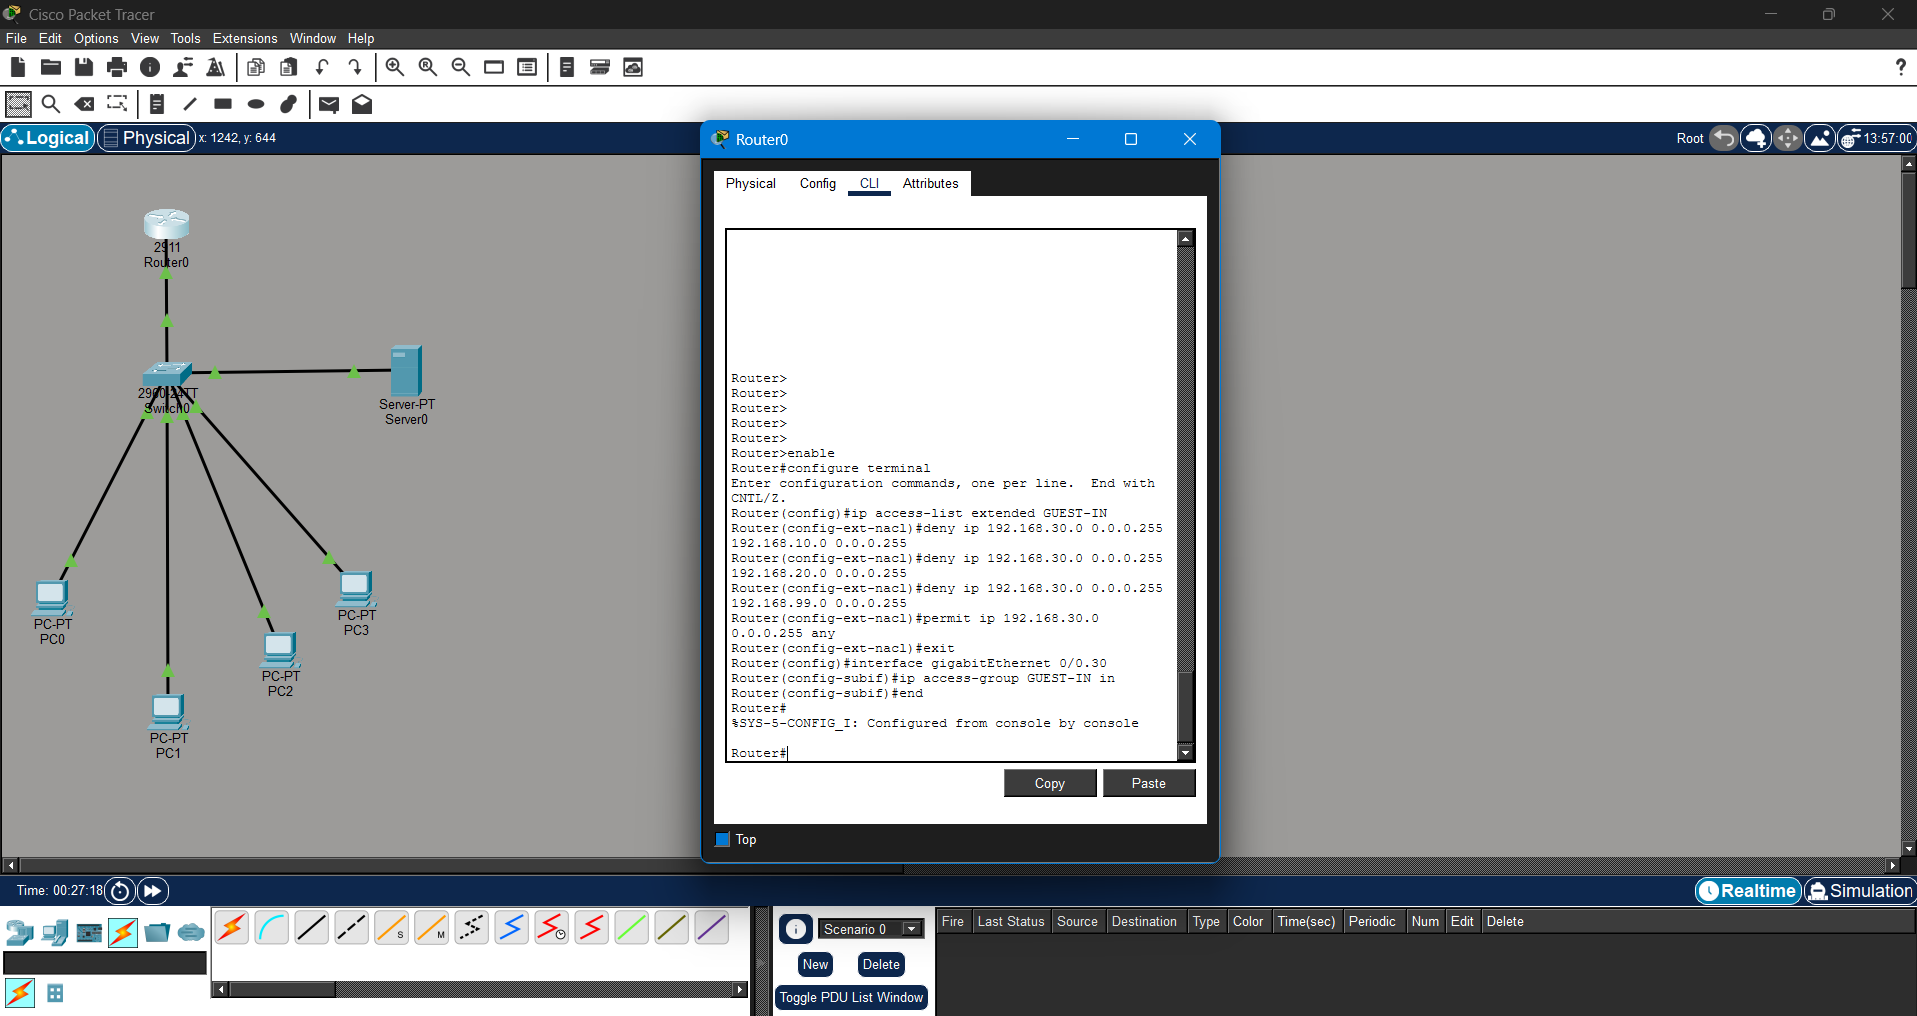 Cisco Packet Tracer
File Edit Options View Tools Extensions Window Help
?
Logical Physical x: 1242, y: 644
Root 13:57:00
2911
Router0
2960-24TT
Switch0
Server-PT
Server0
PC-PT
PC0
PC-PT
PC1
PC-PT
PC2
PC-PT
PC3
Router0
Physical Config CLI Attributes
Router>
Router>
Router>
Router>
Router>
Router>enable
Router#configure terminal
Enter configuration commands, one per line.  End with
CNTL/Z.
Router(config)#ip access-list extended GUEST-IN
Router(config-ext-nacl)#deny ip 192.168.30.0 0.0.0.255
192.168.10.0 0.0.0.255
Router(config-ext-nacl)#deny ip 192.168.30.0 0.0.0.255
192.168.20.0 0.0.0.255
Router(config-ext-nacl)#deny ip 192.168.30.0 0.0.0.255
192.168.99.0 0.0.0.255
Router(config-ext-nacl)#permit ip 192.168.30.0
0.0.0.255 any
Router(config-ext-nacl)#exit
Router(config)#interface gigabitEthernet 0/0.30
Router(config-subif)#ip access-group GUEST-IN in
Router(config-subif)#end
Router#
%SYS-5-CONFIG_I: Configured from console by console
Router#
Copy Paste
Top
Time: 00:27:18
Realtime Simulation
S M
Scenario 0
New Delete
Toggle PDU List Window
Fire Last Status Source Destination Type Color Time(sec) Periodic Num Edit Delete